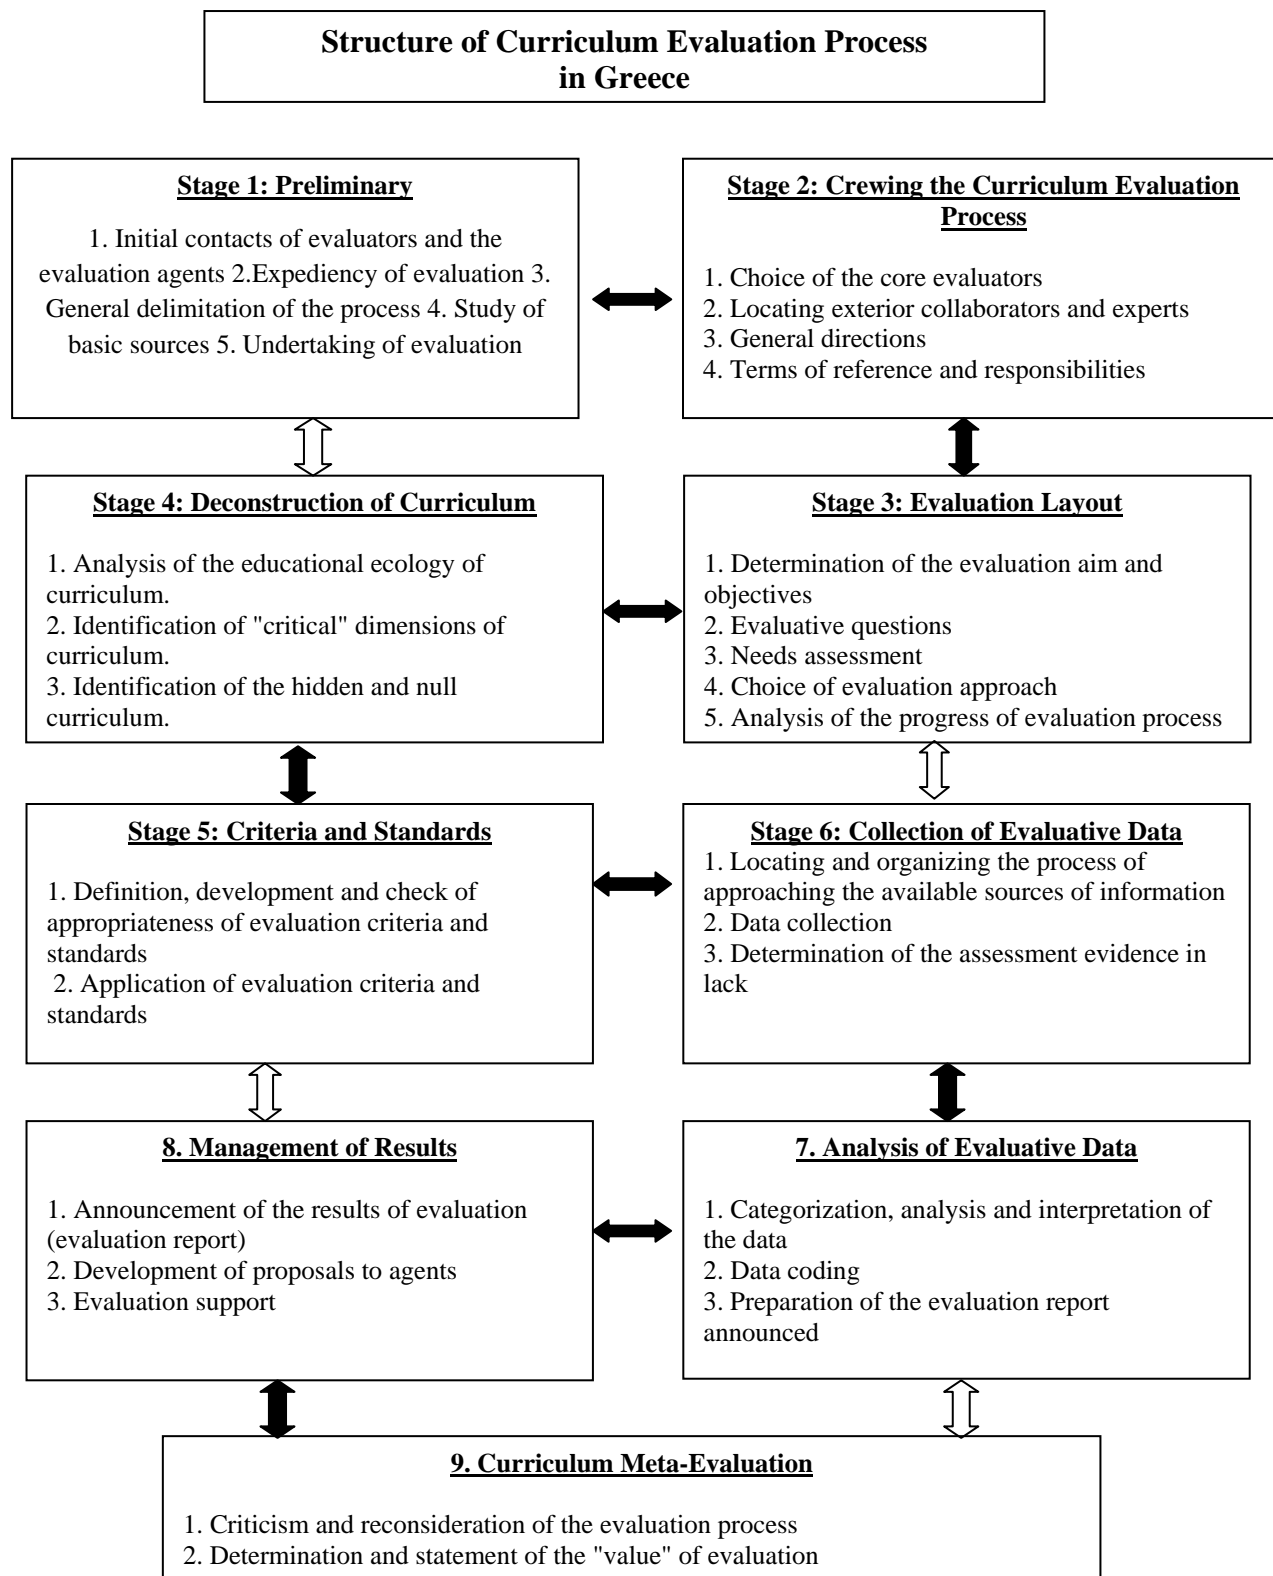 Structure of Curriculum Evaluation Process
in Greece
Stage 1: Preliminary
1. Initial contacts of evaluators and the
evaluation agents 2.Expediency of evaluation 3.
General delimitation of the process 4. Study of
basic sources 5. Undertaking of evaluation
Stage 2: Crewing the Curriculum Evaluation
Process
1. Choice of the core evaluators
2. Locating exterior collaborators and experts
3. General directions
4. Terms of reference and responsibilities
Stage 4: Deconstruction of Curriculum
1. Analysis of the educational ecology of
curriculum.
2. Identification of "critical" dimensions of
curriculum.
3. Identification of the hidden and null
curriculum.
Stage 3: Evaluation Layout
1. Determination of the evaluation aim and
objectives
2. Evaluative questions
3. Needs assessment
4. Choice of evaluation approach
5. Analysis of the progress of evaluation process
Stage 5: Criteria and Standards
1. Definition, development and check of
appropriateness of evaluation criteria and
standards
2. Application of evaluation criteria and
standards
Stage 6: Collection of Evaluative Data
1. Locating and organizing the process of
approaching the available sources of information
2. Data collection
3. Determination of the assessment evidence in
lack
8. Management of Results
1. Announcement of the results of evaluation
(evaluation report)
2. Development of proposals to agents
3. Evaluation support
7. Analysis of Evaluative Data
1. Categorization, analysis and interpretation of
the data
2. Data coding
3. Preparation of the evaluation report
announced
9. Curriculum Meta-Evaluation
1. Criticism and reconsideration of the evaluation process
2. Determination and statement of the "value" of evaluation